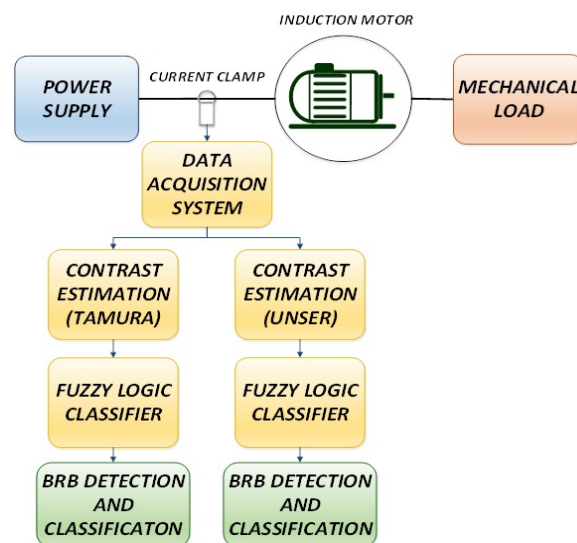 INDUCTION MOTOR
POWER
SUPPLY
CURRENT CLAMP
MECHANICAL
LOAD
DATA
ACQUISITION
SYSTEM
CONTRAST
ESTIMATION
(TAMURA)
CONTRAST
ESTIMATION
(UNSER)
FUZZY LOGIC
CLASSIFIER
FUZZY LOGIC
CLASSIFIER
BRB DETECTION
AND
CLASSIFICATON
BRB DETECTION
AND
CLASSIFICATION